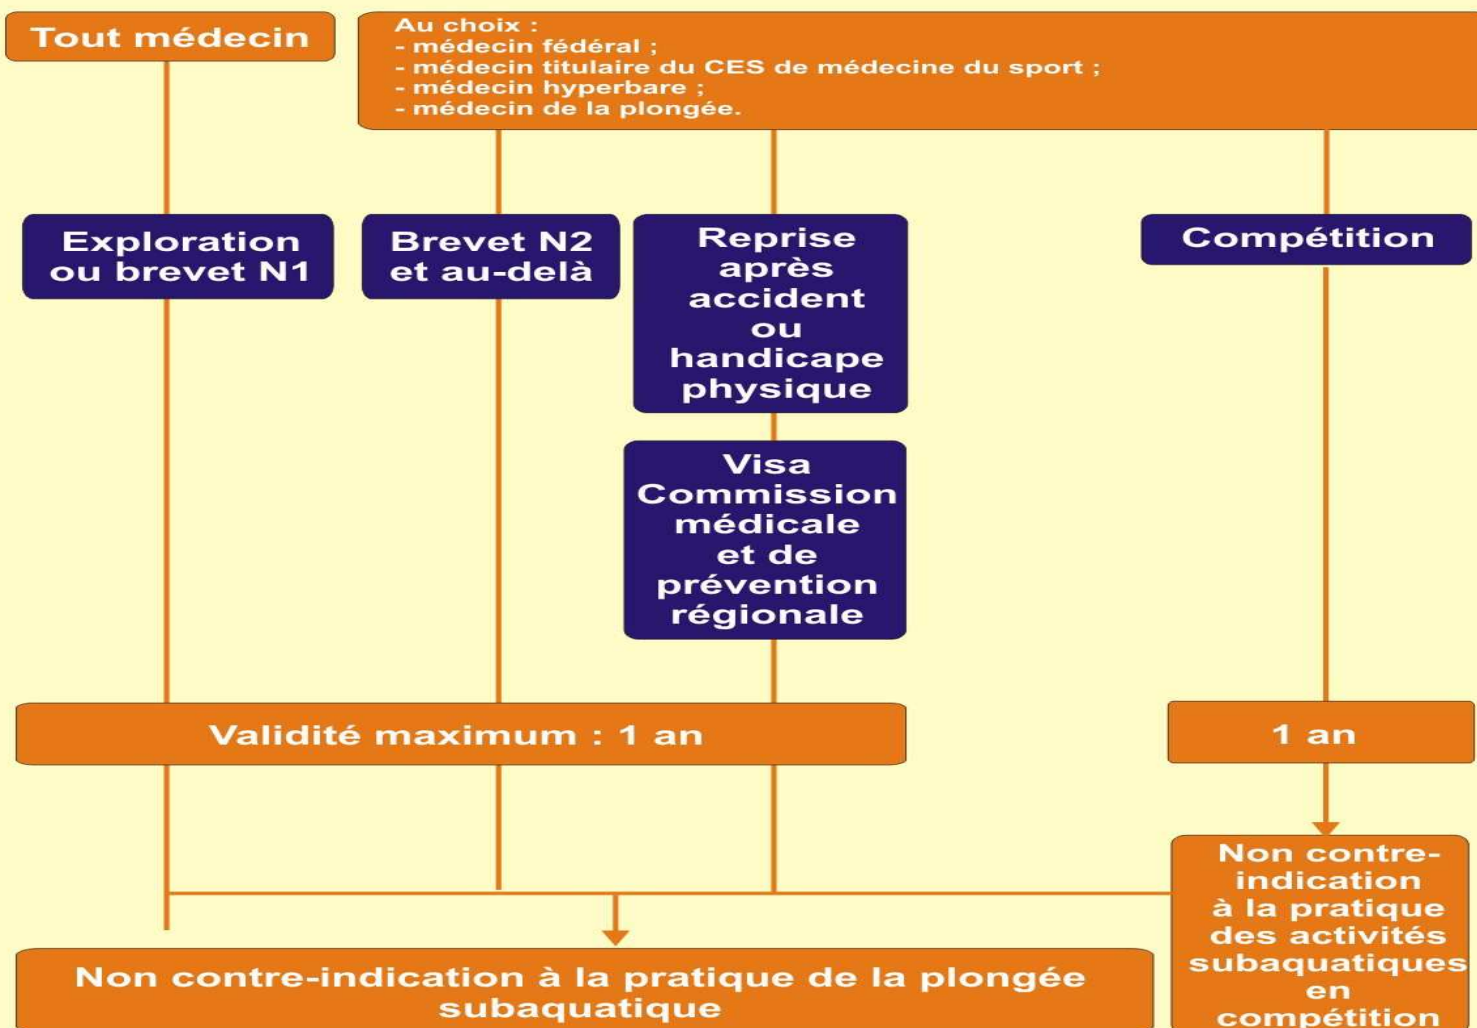 Tout médecin
Au choix :
- médecin fédéral ;
- médecin titulaire du CES de médecine du sport ;
- médecin hyperbare ;
- médecin de la plongée.
Exploration
ou brevet N1
Brevet N2
et au-delà
Reprise
après
accident
ou
handicape
physique
Compétition
Visa
Commission
médicale
et de
prévention
régionale
Validité maximum : 1 an
1 an
Non contre-
indication
à la pratique
des activités
subaquatiques
en
compétition
Non contre-indication à la pratique de la plongée
subaquatique